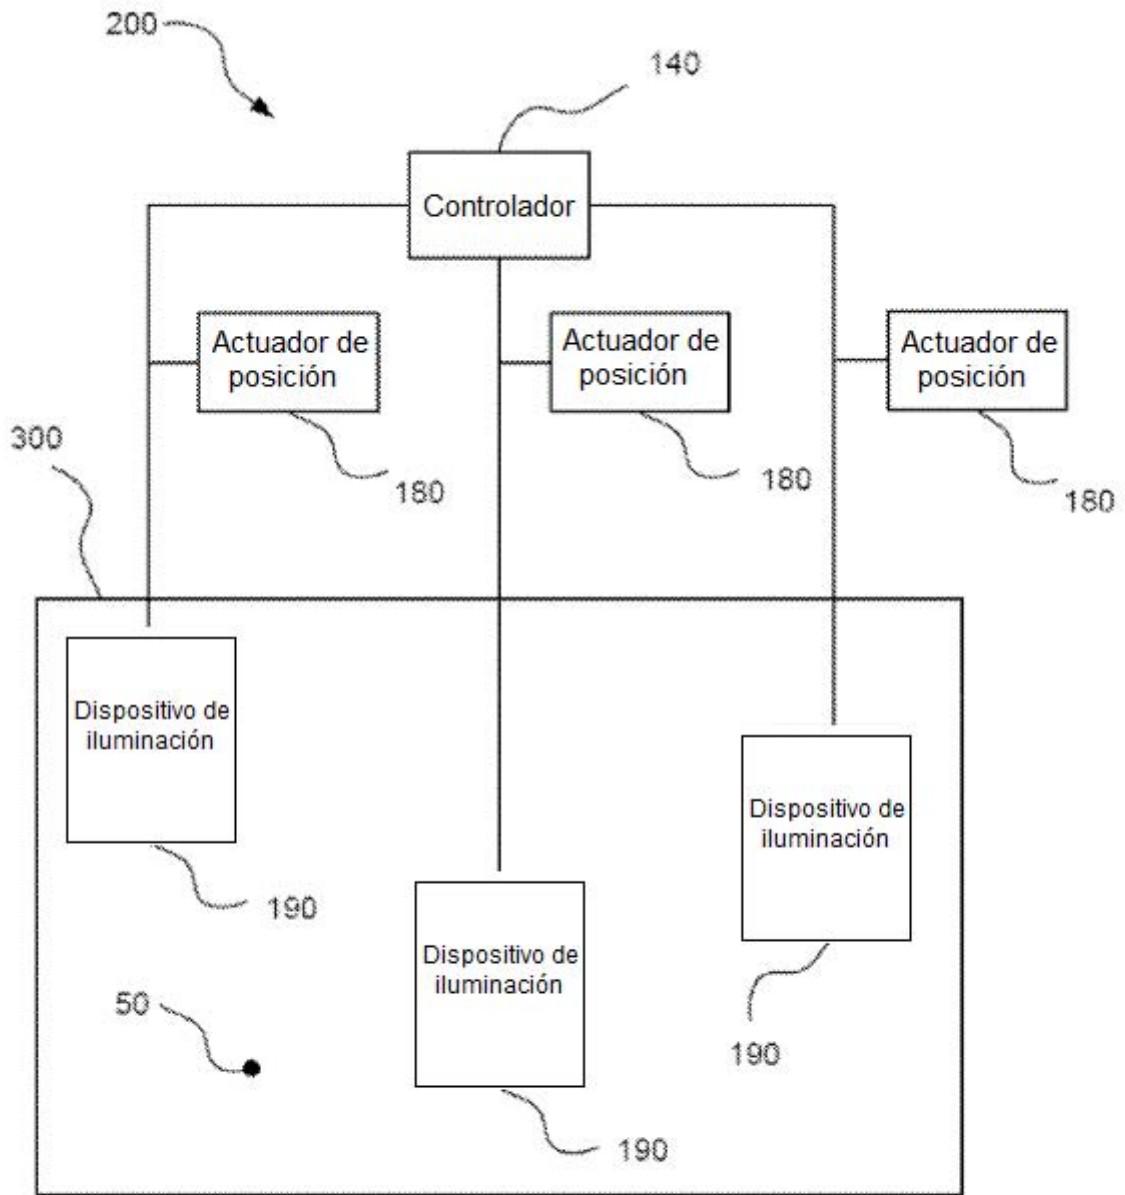 200
140
Controlador
Actuador de
posición
Actuador de
posición
Actuador de
posición
300
180
180
180
Dispositivo de
iluminación
Dispositivo de
iluminación
190
Dispositivo de
iluminación
50
190
190